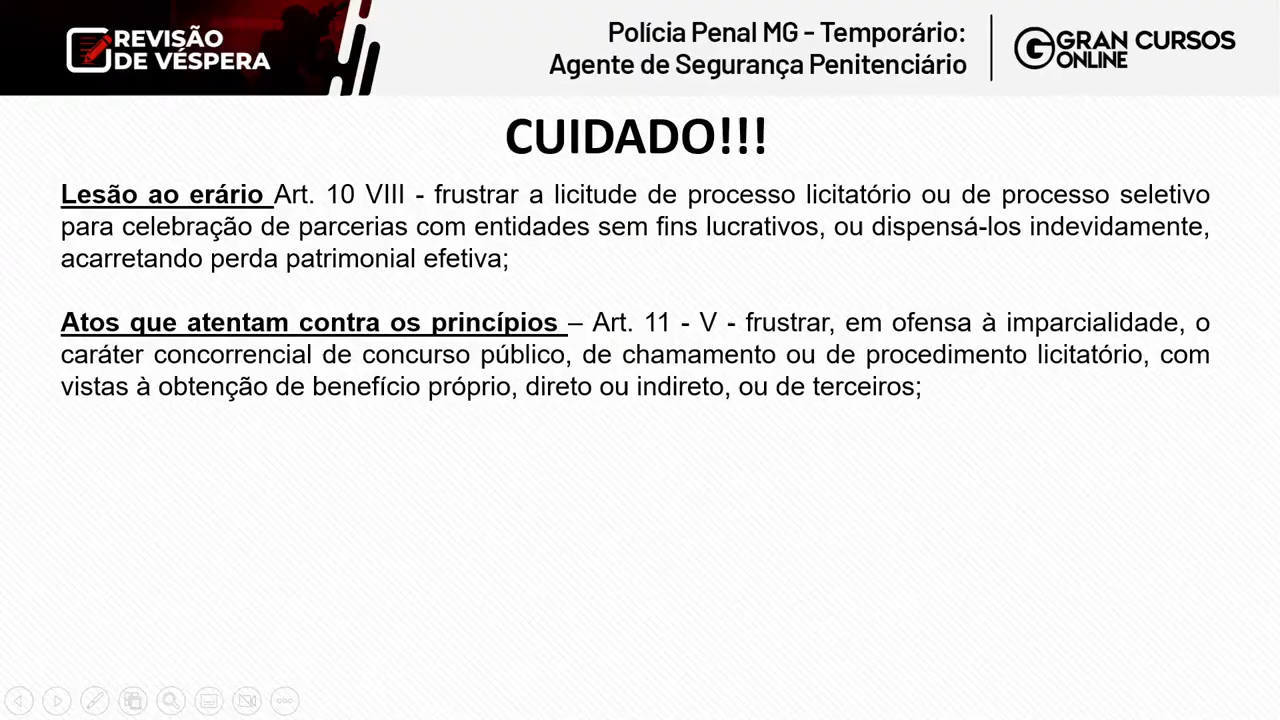 REVISÃO
DE VÉSPERA
Polícia Penal MG - Temporário:
Agente de Segurança Penitenciário
GRAN CURSOS
ONLINE
CUIDADO!!!
Lesão ao erário Art. 10 VIII - frustrar a licitude de processo licitatório ou de processo seletivo
para celebração de parcerias com entidades sem fins lucrativos, ou dispensá-los indevidamente,
acarretando perda patrimonial efetiva;
Atos que atentam contra os princípios – Art. 11 - V - frustrar, em ofensa à imparcialidade, o
caráter concorrencial de concurso público, de chamamento ou de procedimento licitatório, com
vistas à obtenção de benefício próprio, direto ou indireto, ou de terceiros;